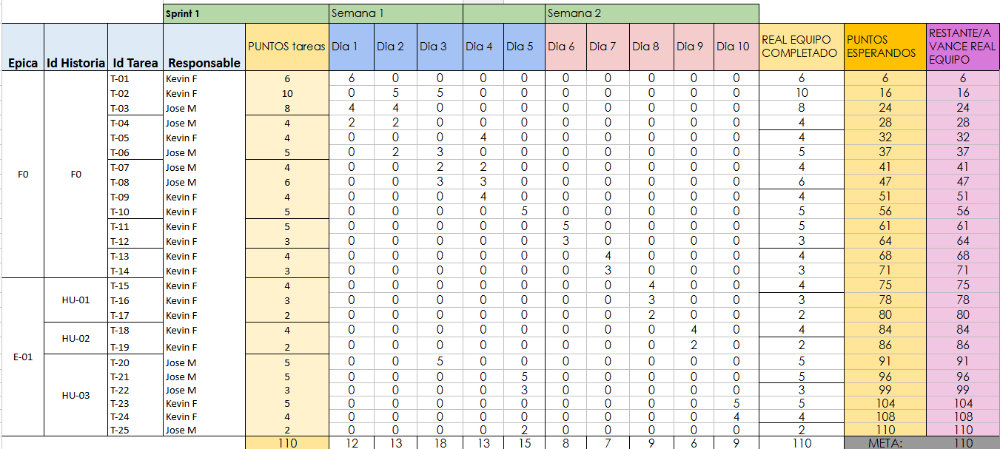 Sprint 1 Semana 1 Semana 2
Epica Id Historia Id Tarea Responsable PUNTOS tareas Dia 1 Dia 2 Dia 3 Dia 4 Dia 5 Dia 6 Dia 7 Dia 8 Dia 9 Dia 10 REAL EQUIPO COMPLETADO PUNTOS ESPERANDOS RESTANTE/A VANCE REAL EQUIPO
T-01 Kevin F 6 6 0 0 0 0 0 0 0 0 0 6 6 6
T-02 Kevin F 10 0 5 5 0 0 0 0 0 0 0 10 16 16
T-03 Jose M 8 4 4 0 0 0 0 0 0 0 0 8 24 24
T-04 Jose M 4 2 2 0 0 0 0 0 0 0 0 4 28 28
T-05 Kevin F 4 0 0 0 4 0 0 0 0 0 0 4 32 32
T-06 Jose M 5 0 2 3 0 0 0 0 0 0 0 5 37 37
F0 F0 T-07 Jose M 4 0 0 2 2 0 0 0 0 0 0 4 41 41
T-08 Jose M 6 0 0 3 3 0 0 0 0 0 0 6 47 47
T-09 Kevin F 4 0 0 0 4 0 0 0 0 0 0 4 51 51
T-10 Kevin F 5 0 0 0 0 5 0 0 0 0 0 5 56 56
T-11 Kevin F 5 0 0 0 0 0 5 0 0 0 0 5 61 61
T-12 Kevin F 3 0 0 0 0 0 3 0 0 0 0 3 64 64
T-13 Kevin F 4 0 0 0 0 0 0 4 0 0 0 4 68 68
T-14 Kevin F 3 0 0 0 0 0 0 3 0 0 0 3 71 71
T-15 Kevin F 4 0 0 0 0 0 0 0 4 0 0 4 75 75
HU-01 T-16 Kevin F 3 0 0 0 0 0 0 0 3 0 0 3 78 78
T-17 Kevin F 2 0 0 0 0 0 0 0 2 0 0 2 80 80
HU-02 T-18 Kevin F 4 0 0 0 0 0 0 0 0 4 0 4 84 84
T-19 Kevin F 2 0 0 0 0 0 0 0 0 2 0 2 86 86
E-01 T-20 Jose M 5 0 0 5 0 0 0 0 0 0 0 5 91 91
T-21 Jose M 5 0 0 0 0 5 0 0 0 0 0 5 96 96
HU-03 T-22 Jose M 3 0 0 0 0 3 0 0 0 0 0 3 99 99
T-23 Kevin F 5 0 0 0 0 0 0 0 0 0 5 5 104 104
T-24 Kevin F 4 0 0 0 0 0 0 0 0 0 4 4 108 108
T-25 Jose M 2 0 0 0 0 2 0 0 0 0 0 2 110 110
110 12 13 18 13 15 8 7 9 6 9 110 META: 110